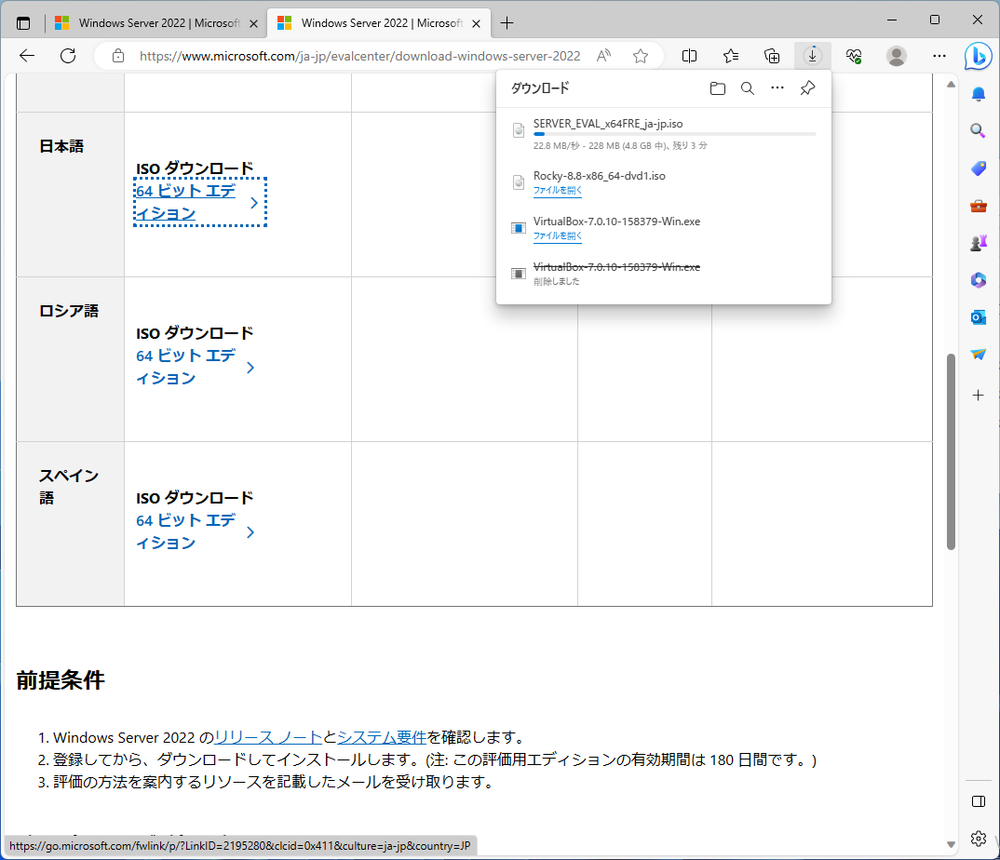 Windows Server 2022 | Microsoft
Windows Server 2022 | Microsoft
https://www.microsoft.com/ja-jp/evalcenter/download-windows-server-2022
ダウンロード
SERVER_EVAL_x64FRE_ja-jp.iso
22.8 MB/秒 - 228 MB (4.8 GB 中)、残り 3 分
Rocky-8.8-x86_64-dvd1.iso
ファイルを開く
VirtualBox-7.0.10-158379-Win.exe
ファイルを開く
VirtualBox-7.0.10-158379-Win.exe
削除しました
日本語
ISO ダウンロード
64 ビット エデ
ィション
ロシア語
ISO ダウンロード
64 ビット エデ
ィション
スペイン
語
ISO ダウンロード
64 ビット エデ
ィション
前提条件
1. Windows Server 2022 のリリース ノートとシステム要件を確認します。
2. 登録してから、ダウンロードしてインストールします。(注: この評価用エディションの有効期間は 180 日間です。)
3. 評価の方法を案内するリソースを記載したメールを受け取ります。
https://go.microsoft.com/fwlink/p/?LinkID=2195280&clcid=0x411&culture=ja-jp&country=JP